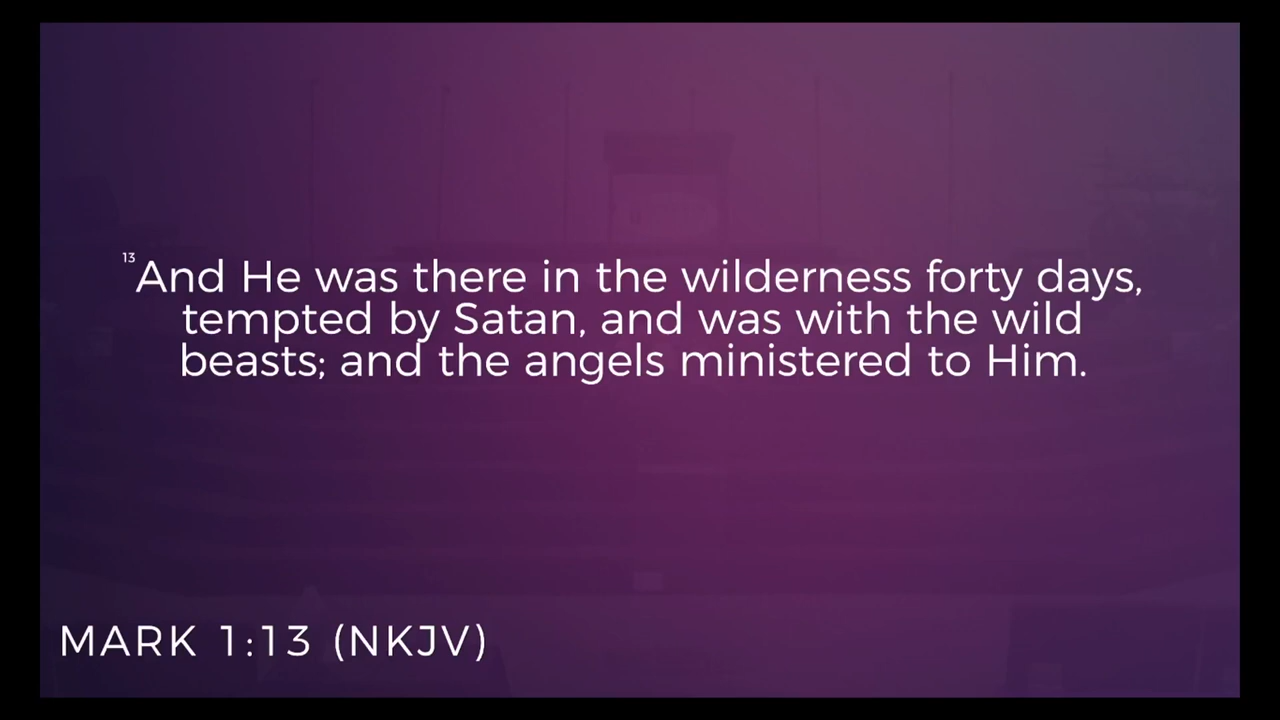 13And He was there in the wilderness forty days,
tempted by Satan, and was with the wild
beasts; and the angels ministered to Him.
MARK 1:13 (NKJV)